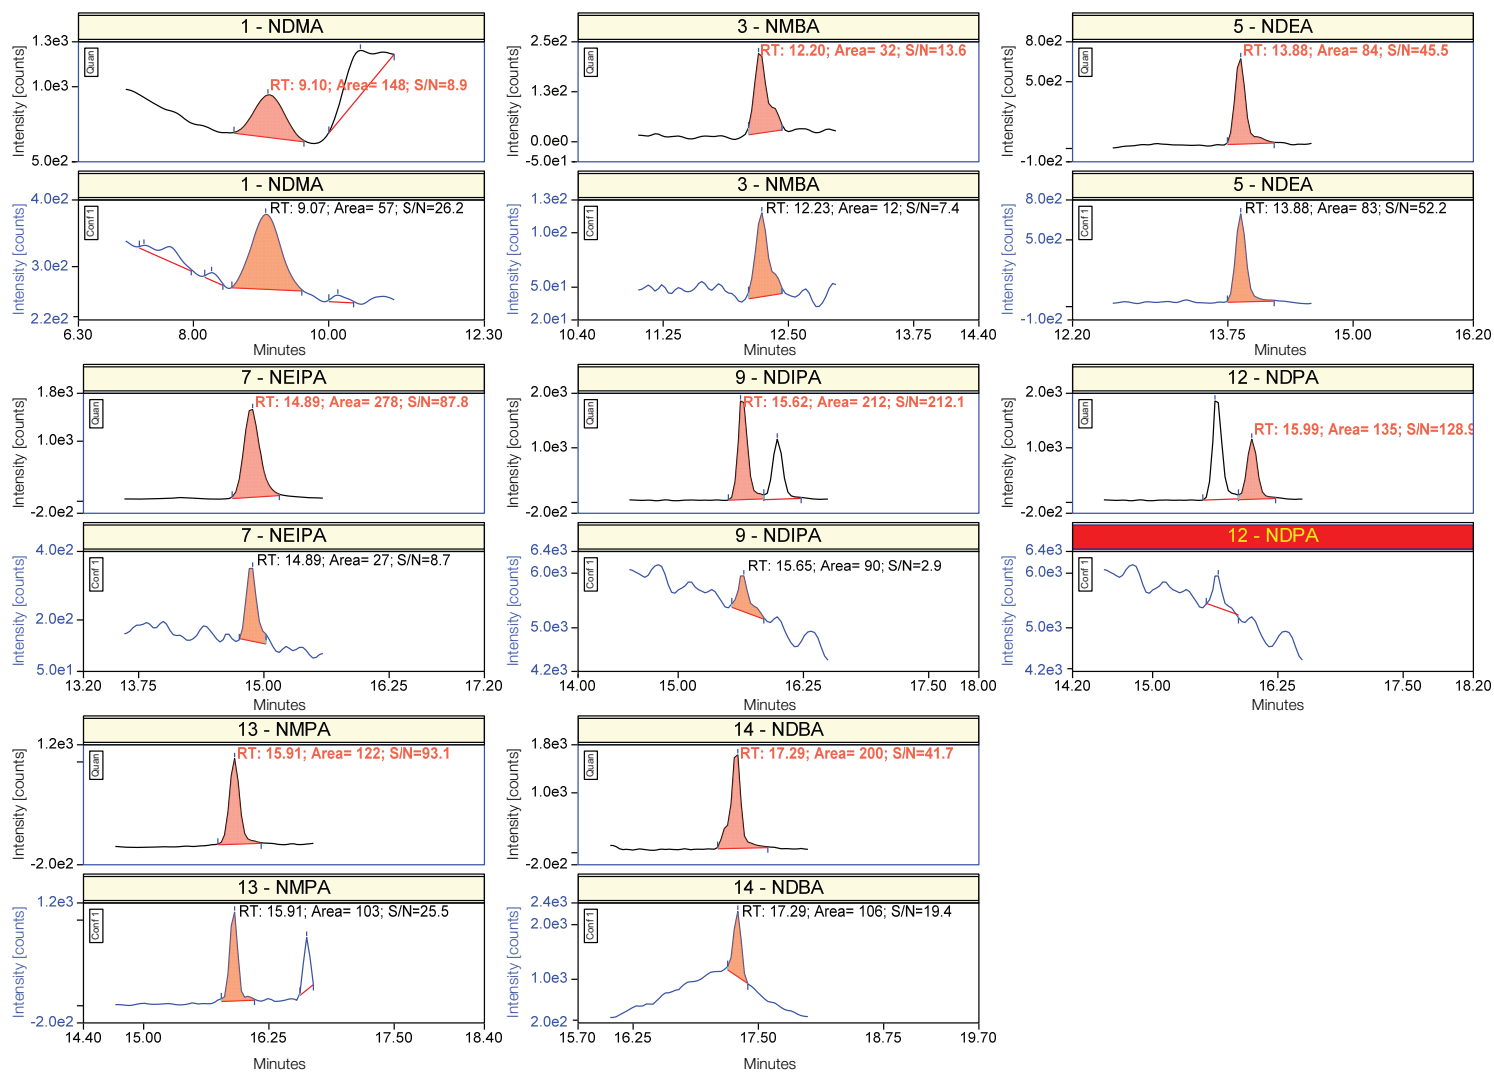 1 - NDMA
Intensity [counts]
1.3e3
1.0e3
5.0e2
Quan
RT: 9.10; Area= 148; S/N=8.9
3 - NMBA
Intensity [counts]
2.5e2
1.3e2
0.0e0
-5.0e1
Quan
RT: 12.20; Area= 32; S/N=13.6
5 - NDEA
Intensity [counts]
8.0e2
5.0e2
-1.0e2
Quan
RT: 13.88; Area= 84; S/N=45.5
1 - NDMA
Intensity [counts]
4.0e2
3.0e2
2.2e2
Conf 1
RT: 9.07; Area= 57; S/N=26.2
6.30 8.00 10.00 12.30
Minutes
3 - NMBA
Intensity [counts]
1.3e2
1.0e2
5.0e1
2.0e1
Conf 1
RT: 12.23; Area= 12; S/N=7.4
10.40 11.25 12.50 13.75 14.40
Minutes
5 - NDEA
Intensity [counts]
8.0e2
5.0e2
-1.0e2
Conf 1
RT: 13.88; Area= 83; S/N=52.2
12.20 13.75 15.00 16.20
Minutes
7 - NEIPA
Intensity [counts]
1.8e3
1.0e3
-2.0e2
Quan
RT: 14.89; Area= 278; S/N=87.8
9 - NDIPA
Intensity [counts]
2.0e3
1.0e3
-2.0e2
Quan
RT: 15.62; Area= 212; S/N=212.1
12 - NDPA
Intensity [counts]
2.0e3
1.0e3
-2.0e2
Quan
RT: 15.99; Area= 135; S/N=128.9
7 - NEIPA
Intensity [counts]
4.0e2
2.0e2
5.0e1
Conf 1
RT: 14.89; Area= 27; S/N=8.7
13.20 13.75 15.00 16.25 17.20
Minutes
9 - NDIPA
Intensity [counts]
6.4e3
6.0e3
5.0e3
4.2e3
Conf 1
RT: 15.65; Area= 90; S/N=2.9
14.00 15.00 16.25 17.50 18.00
Minutes
12 - NDPA
Intensity [counts]
6.4e3
6.0e3
5.0e3
4.2e3
Conf 1
14.20 15.00 16.25 17.50 18.20
Minutes
13 - NMPA
Intensity [counts]
1.2e3
-2.0e2
Quan
RT: 15.91; Area= 122; S/N=93.1
14 - NDBA
Intensity [counts]
1.8e3
1.0e3
-2.0e2
Quan
RT: 17.29; Area= 200; S/N=41.7
13 - NMPA
Intensity [counts]
1.2e3
-2.0e2
Conf 1
RT: 15.91; Area= 103; S/N=25.5
14.40 15.00 16.25 17.50 18.40
Minutes
14 - NDBA
Intensity [counts]
2.4e3
2.0e3
1.0e3
2.0e2
Conf 1
RT: 17.29; Area= 106; S/N=19.4
15.70 16.25 17.50 18.75 19.70
Minutes